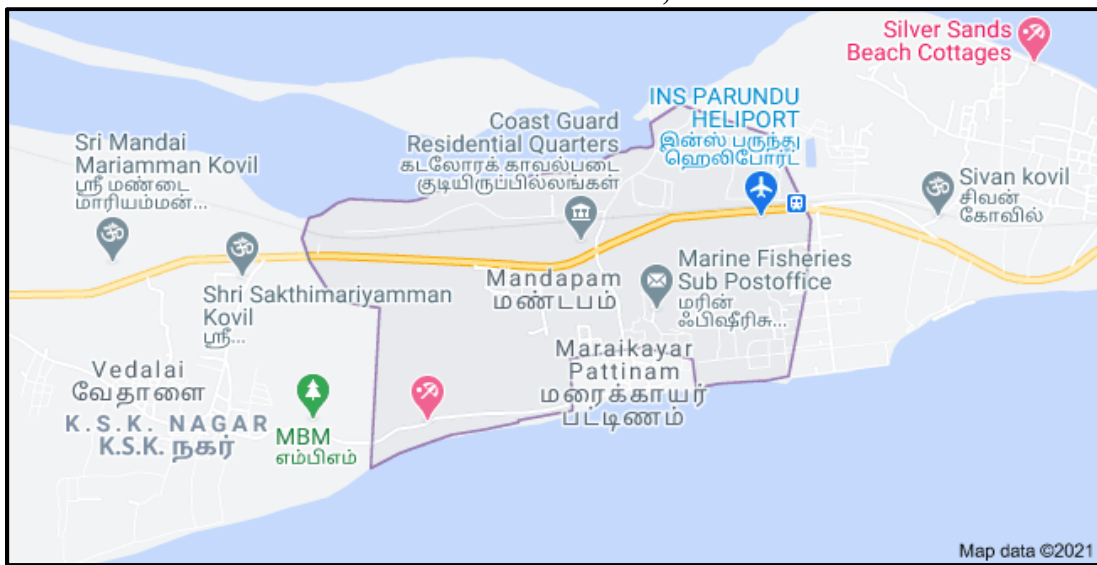 Silver Sands
Beach Cottages
INS PARUNDU
HELIPORT
இன்ஸ் பருந்து
ஹெலிபோர்ட்
Coast Guard
Residential Quarters
கடலோரக் காவல்படை
குடியிருப்பில்லங்கள்
Sri Mandai
Mariamman Kovil
ஸ்ரீ மண்டை
மாரியம்மன்...
Sivan kovil
சிவன்
கோவில்
Marine Fisheries
Sub Postoffice
மரின்
ஃபிஷீரிசு...
Mandapam
மண்டபம்
Shri Sakthimariyamman
Kovil
ஸ்ரீ...
Maraikayar
Pattinam
மரைக்காயர்
பட்டிணம்
Vedalai
வேதாளை
K.S.K. NAGAR
K.S.K. நகர்
MBM
எம்பிஎம்
Map data ©2021